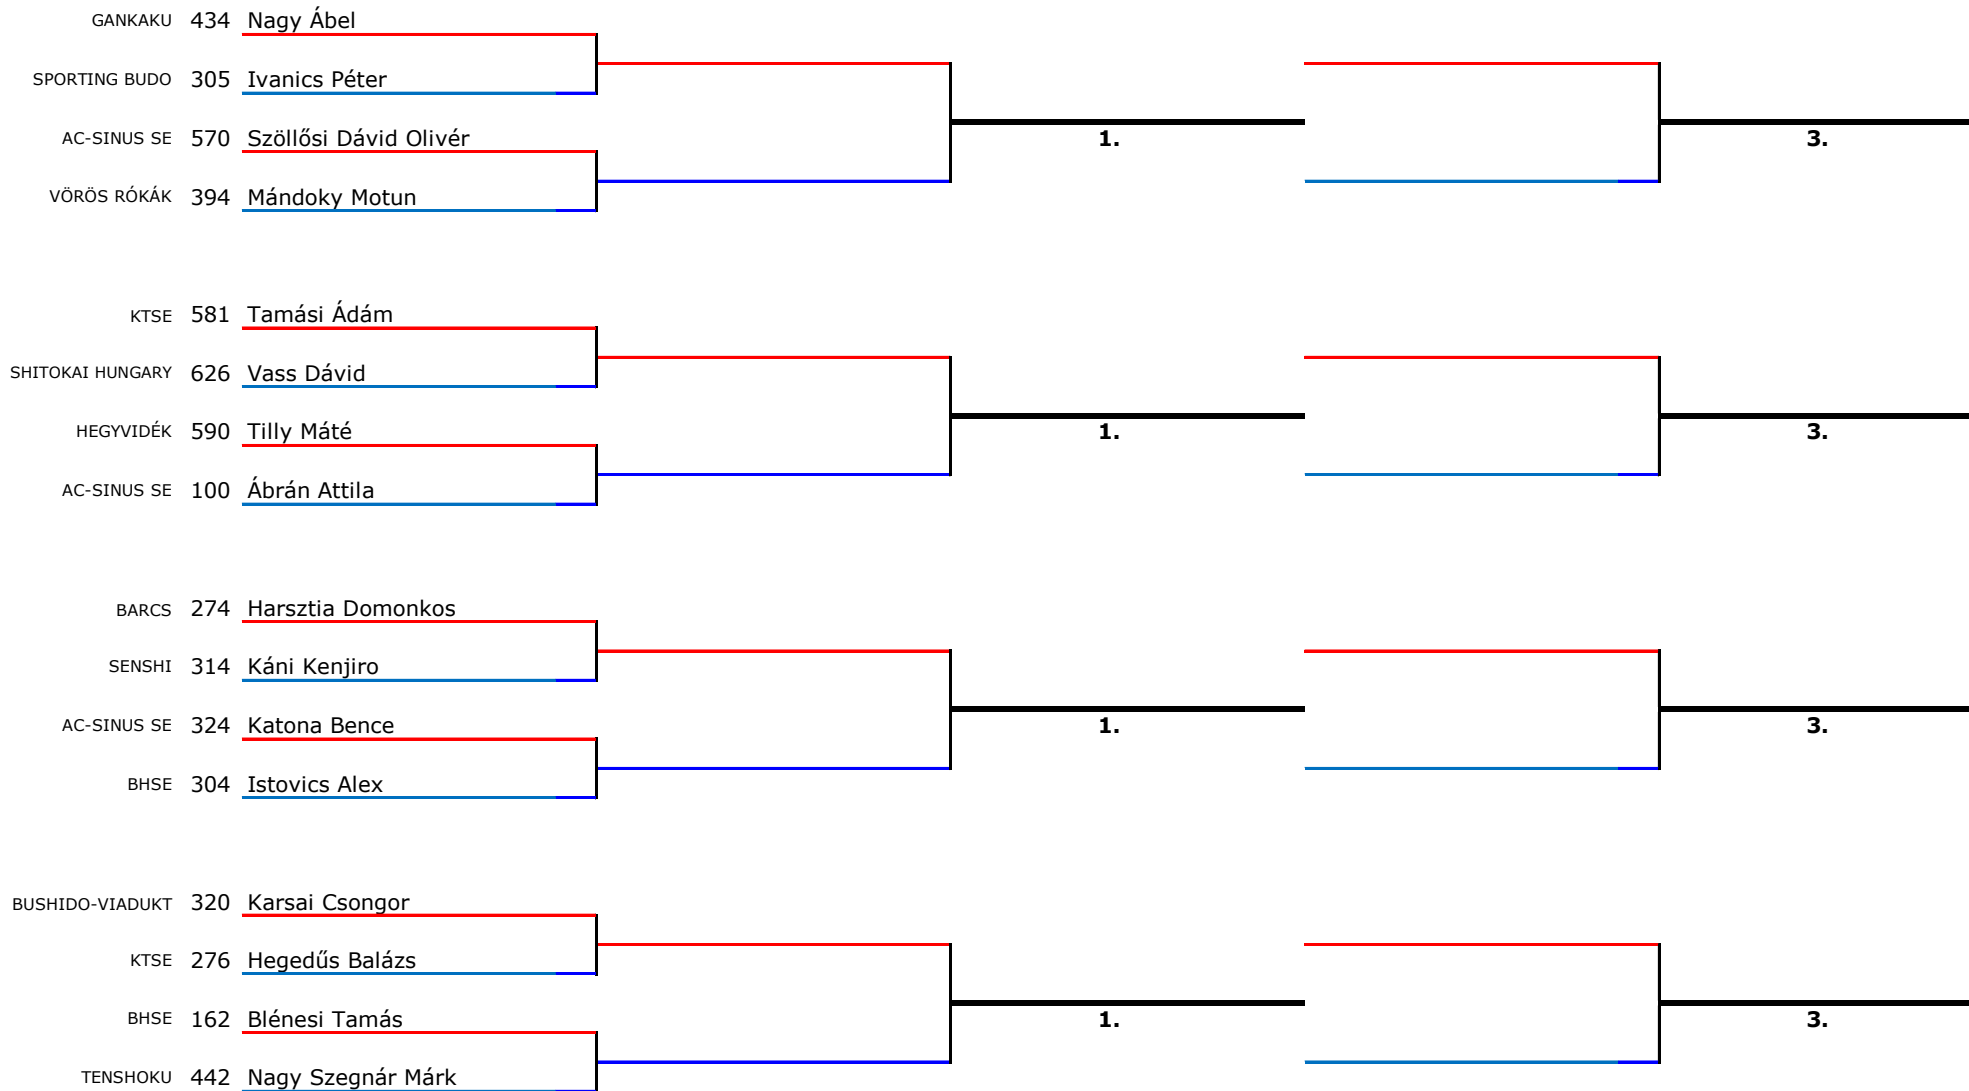 GANKAKU 434 Nagy Ábel
SPORTING BUDO 305 Ivanics Péter
AC-SINUS SE 570 Szöllősi Dávid Olivér
1. 3.
VÖRÖS RÓKÁK 394 Mándoky Motun
KTSE 581 Tamási Ádám
SHITOKAI HUNGARY 626 Vass Dávid
HEGYVIDÉK 590 Tilly Máté
1. 3.
AC-SINUS SE 100 Ábrán Attila
BARCS 274 Harsztia Domonkos
SENSHI 314 Káni Kenjiro
AC-SINUS SE 324 Katona Bence
1. 3.
BHSE 304 Istovics Alex
BUSHIDO-VIADUKT 320 Karsai Csongor
KTSE 276 Hegedűs Balázs
BHSE 162 Blénesi Tamás
1. 3.
TENSHOKU 442 Nagy Szegnár Márk